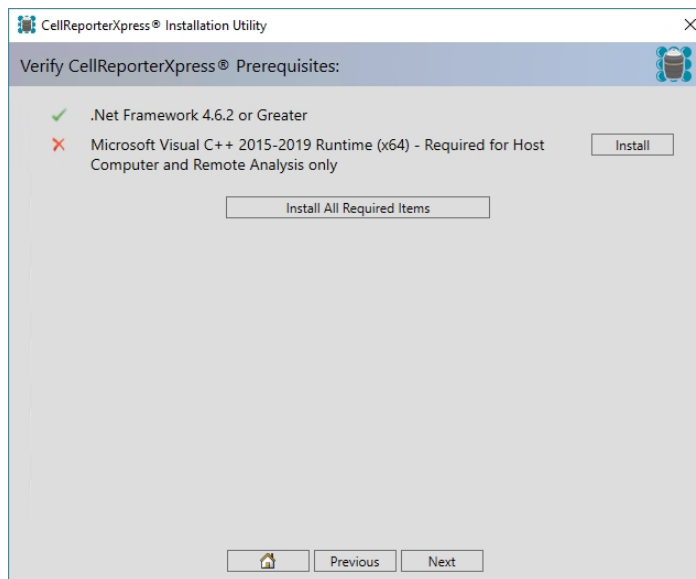 CellReporterXpress® Installation Utility
Verify CellReporterXpress® Prerequisites:
.Net Framework 4.6.2 or Greater
Microsoft Visual C++ 2015-2019 Runtime (x64) - Required for Host
Computer and Remote Analysis only
Install
Install All Required Items
Previous
Next